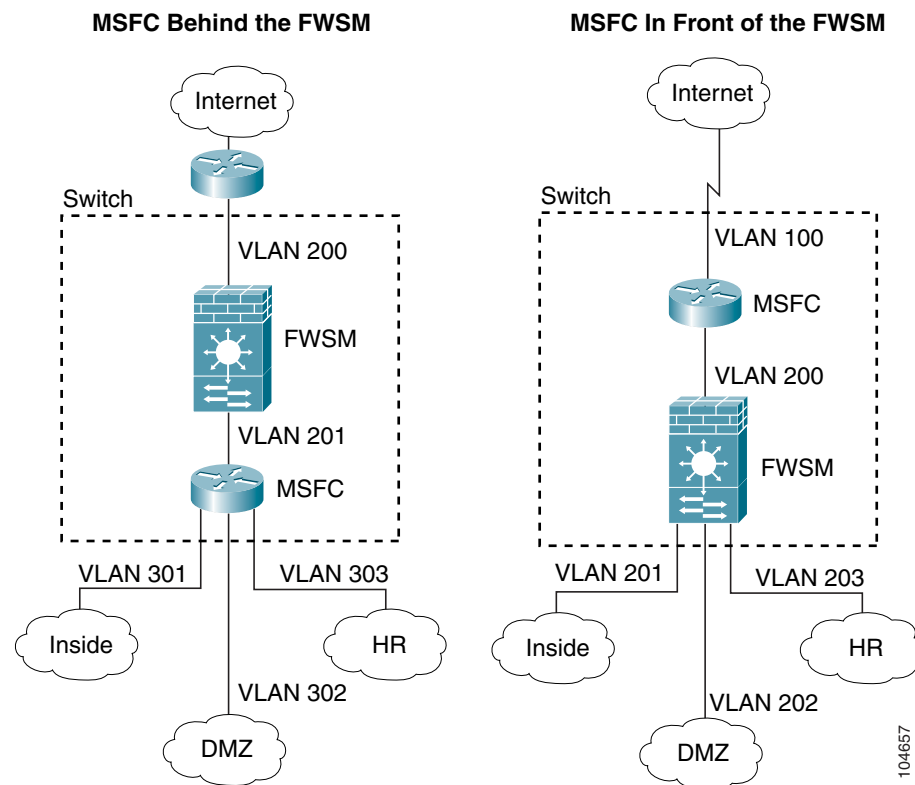 MSFC Behind the FWSM
Internet
Switch
VLAN 200
FWSM
VLAN 201
MSFC
VLAN 301
VLAN 303
Inside
HR
VLAN 302
DMZ
MSFC In Front of the FWSM
Internet
Switch
VLAN 100
MSFC
VLAN 200
FWSM
VLAN 201
VLAN 203
Inside
HR
VLAN 202
DMZ
104657